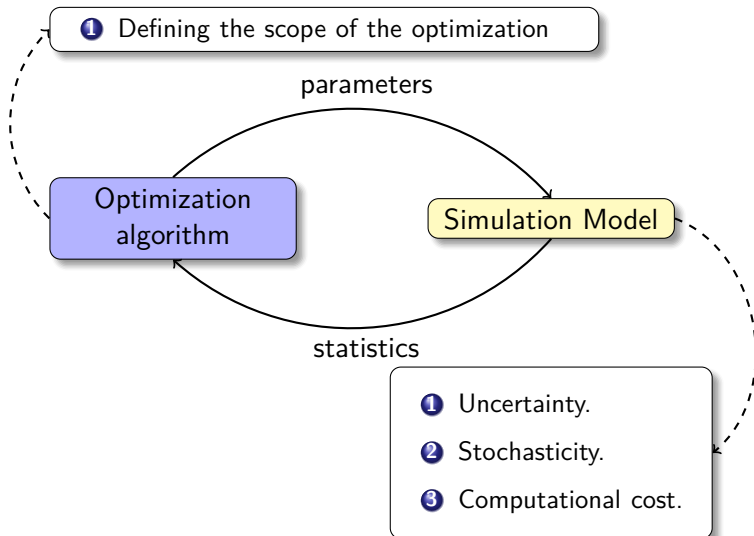 1 Defining the scope of the optimization
parameters
Optimization
algorithm
Simulation Model
statistics
1 Uncertainty.
2 Stochasticity.
3 Computational cost.